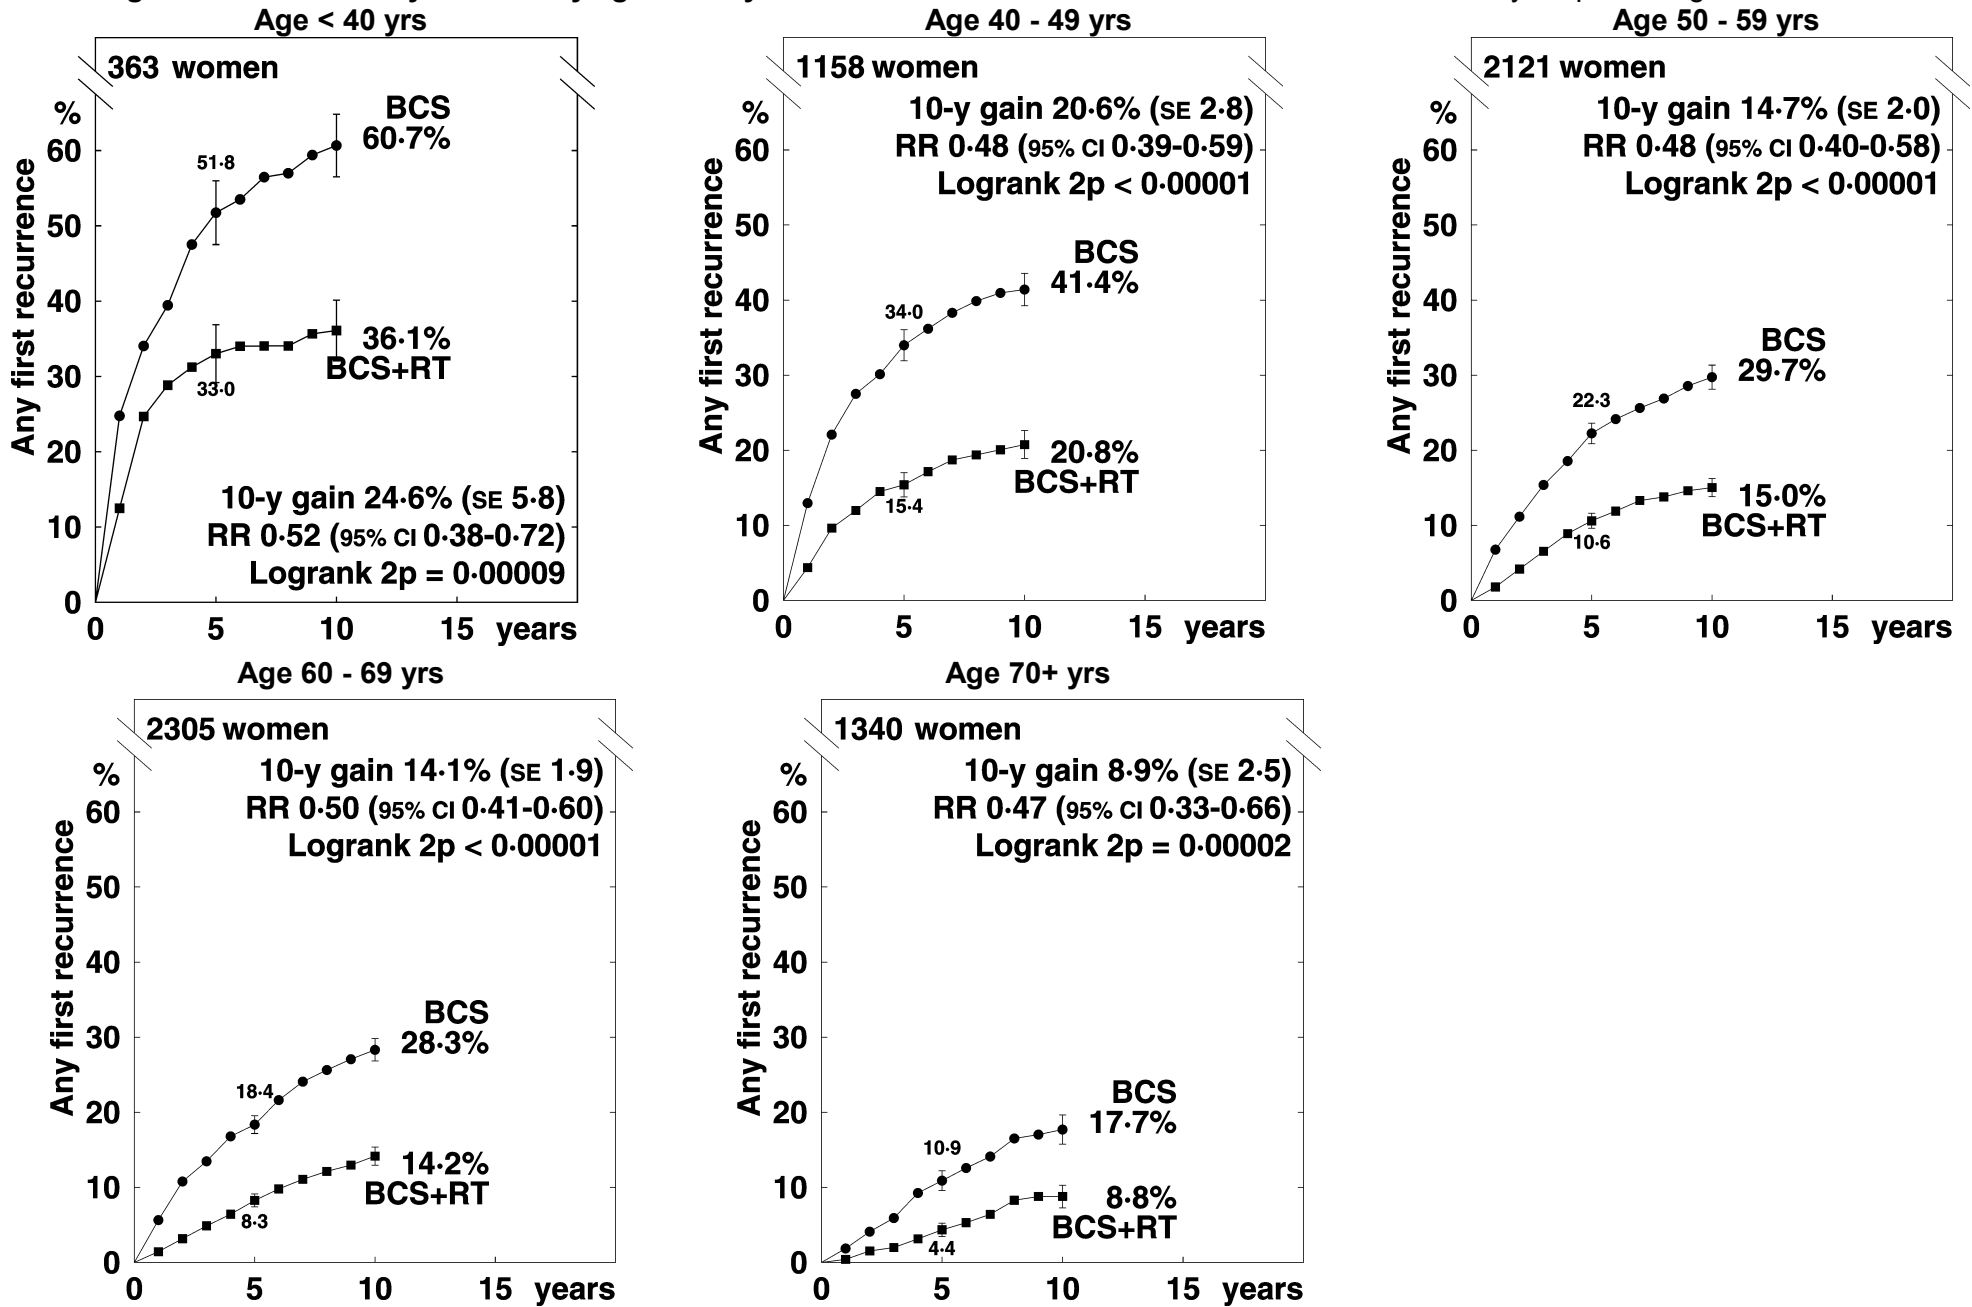 Age < 40 yrs
363 women
%
BCS
60·7%
60
51·8
50
40
36·1%
BCS+RT
30
33·0
20
10-y gain 24·6% (SE 5·8)
10
RR 0·52 (95% CI 0·38-0·72)
Logrank 2p = 0·00009
0
0 5 10 15 years
Any first recurrence
Age 40 - 49 yrs
1158 women
%
10-y gain 20·6% (SE 2·8)
60
RR 0·48 (95% CI 0·39-0·59)
Logrank 2p < 0·00001
50
BCS
41·4%
40
34·0
30
20
20·8%
BCS+RT
15·4
10
0
0 5 10 15 years
Any first recurrence
Age 50 - 59 yrs
2121 women
%
10-y gain 14·7% (SE 2·0)
60
RR 0·48 (95% CI 0·40-0·58)
Logrank 2p < 0·00001
50
40
BCS
29·7%
30
22·3
20
15·0%
BCS+RT
10
10·6
0
0 5 10 15 years
Any first recurrence
Age 60 - 69 yrs
2305 women
%
10-y gain 14·1% (SE 1·9)
60
RR 0·50 (95% CI 0·41-0·60)
Logrank 2p < 0·00001
50
40
BCS
28·3%
30
18·4
20
14·2%
BCS+RT
10
8·3
0
0 5 10 15 years
Any first recurrence
Age 70+ yrs
1340 women
%
10-y gain 8·9% (SE 2·5)
60
RR 0·47 (95% CI 0·33-0·66)
Logrank 2p = 0·00002
50
40
30
BCS
17·7%
20
10·9
10
8·8%
BCS+RT
4·4
0
0 5 10 15 years
Any first recurrence